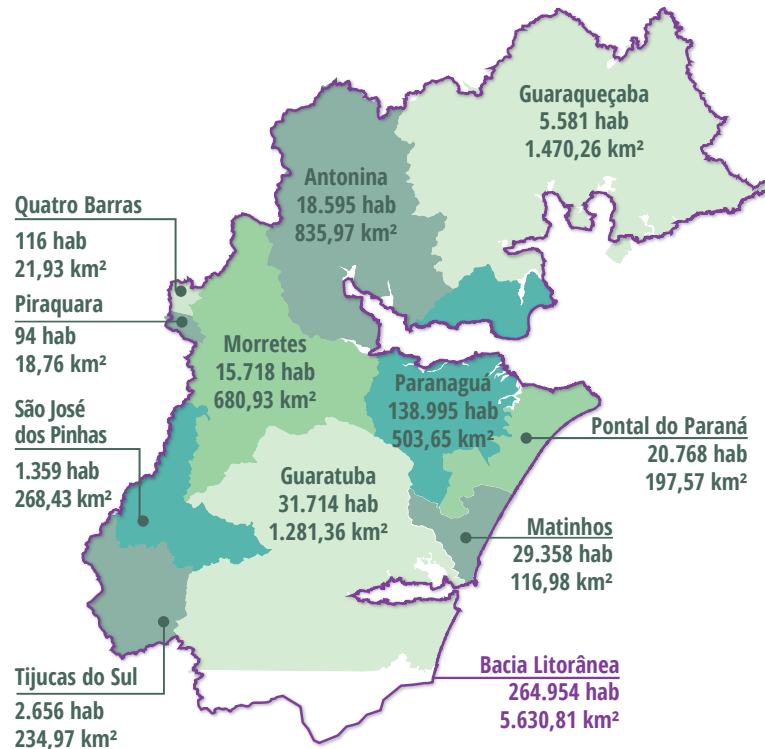 Guaraqueçaba
5.581 hab
1.470,26 km²
Antonina
18.595 hab
835,97 km²
Quatro Barras
116 hab
21,93 km²
Piraquara
94 hab
18,76 km²
Morretes
15.718 hab
680,93 km²
Paranaguá
138.995 hab
503,65 km²
São José
dos Pinhas
1.359 hab
268,43 km²
Pontal do Paraná
20.768 hab
197,57 km²
Guaratuba
31.714 hab
1.281,36 km²
Matinhos
29.358 hab
116,98 km²
Tijucas do Sul
2.656 hab
234,97 km²
Bacia Litorânea
264.954 hab
5.630,81 km²